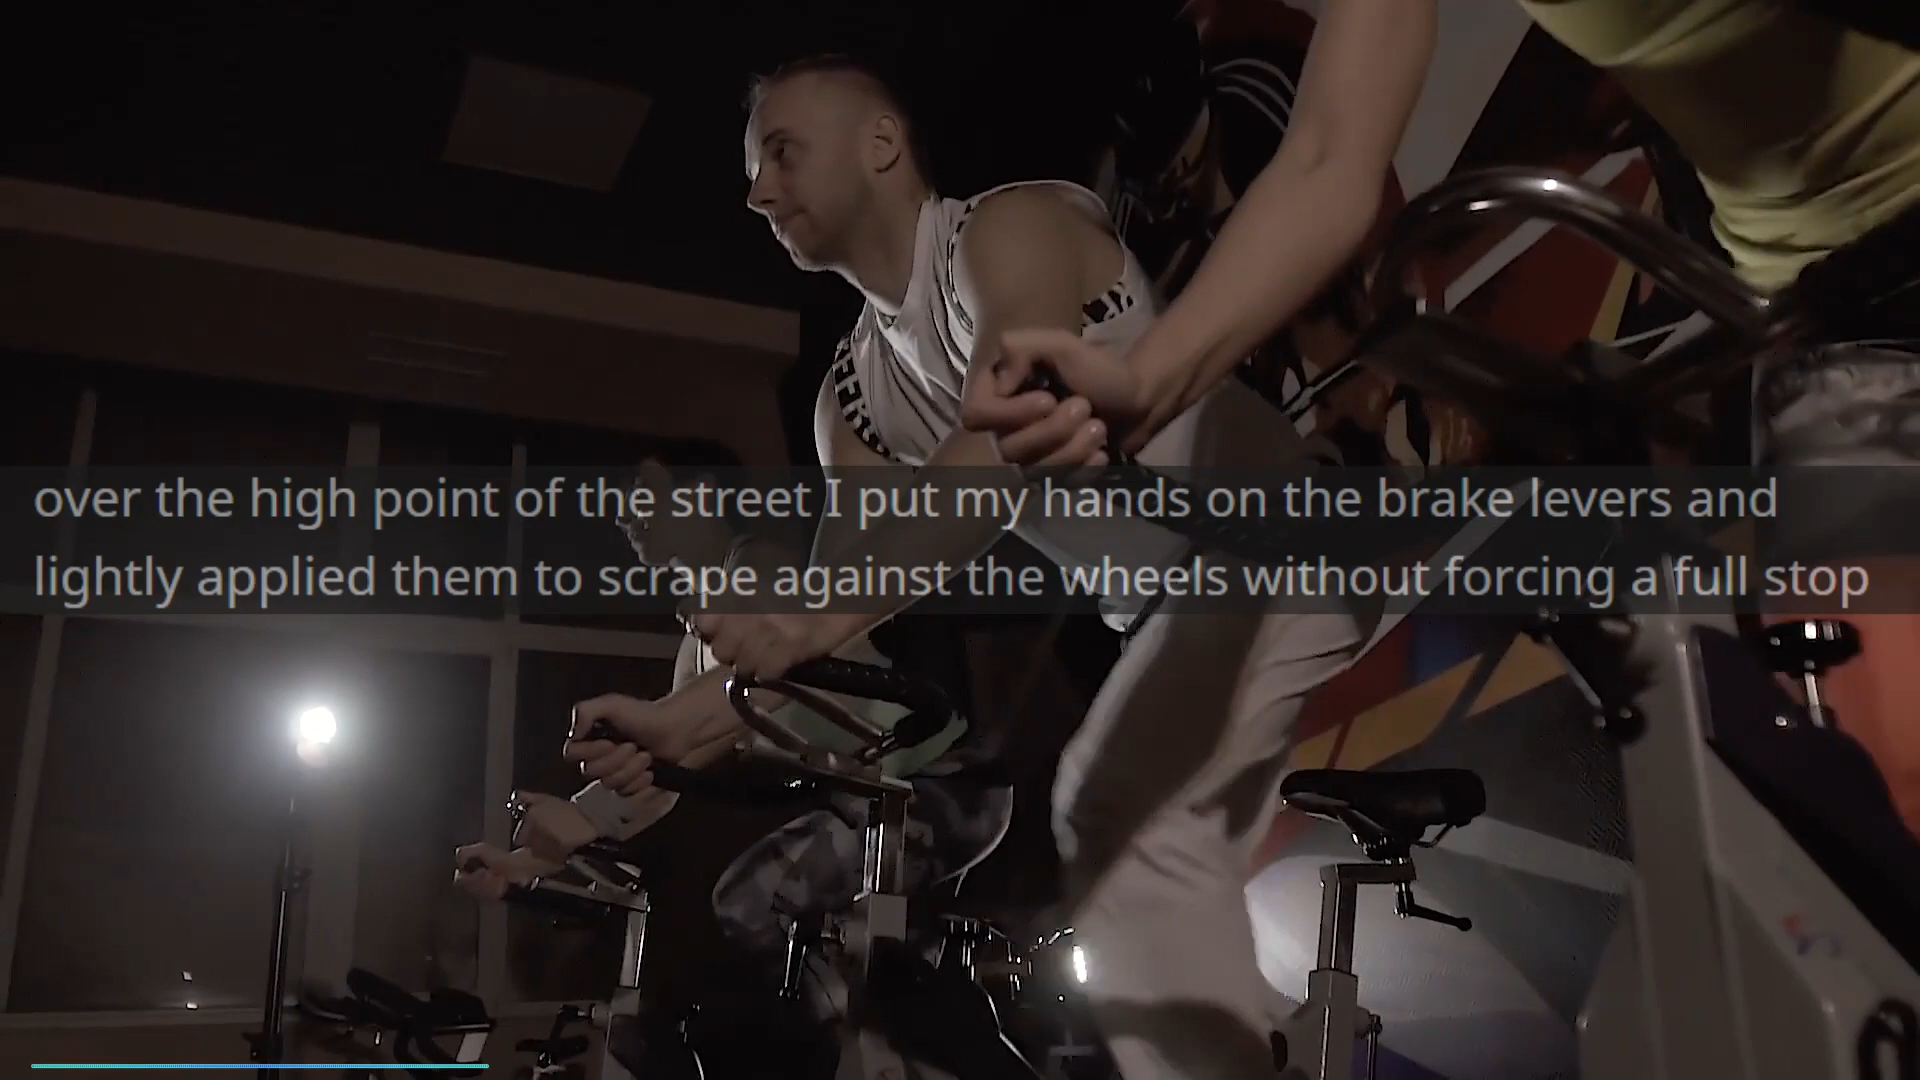 over the high point of the street I put my hands on the brake levers and
lightly applied them to scrape against the wheels without forcing a full stop